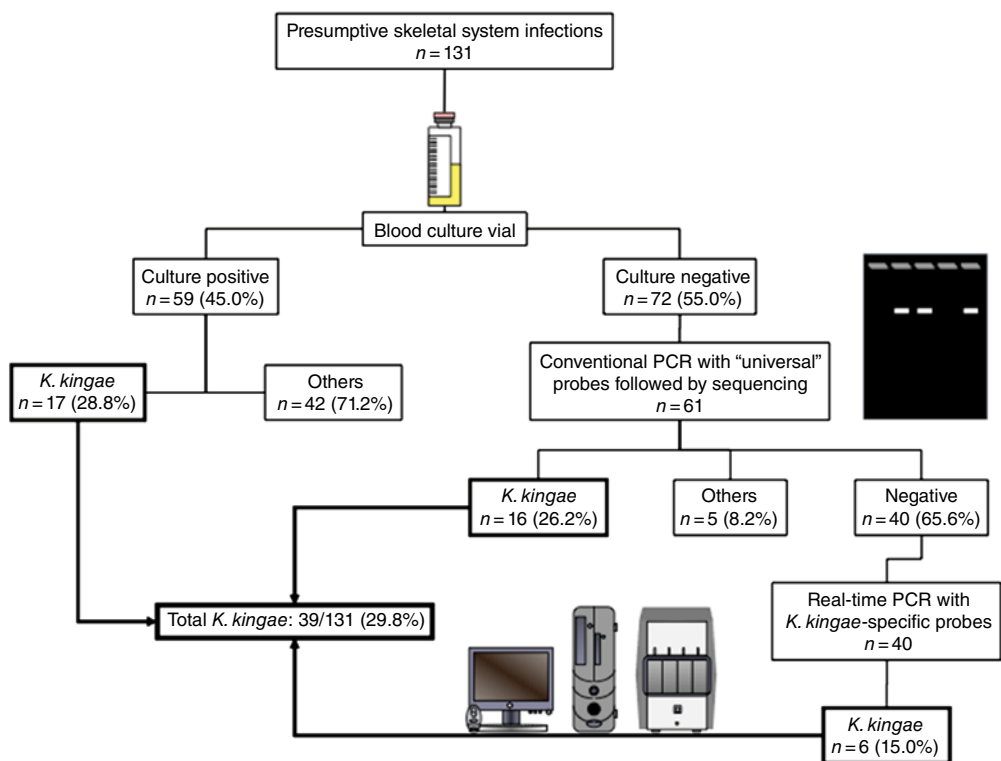 Presumptive skeletal system infections
n = 131
Blood culture vial
Culture positive
n = 59 (45.0%)
Culture negative
n = 72 (55.0%)
K. kingae
n = 17 (28.8%)
Others
n = 42 (71.2%)
Conventional PCR with “universal”
probes followed by sequencing
n = 61
K. kingae
n = 16 (26.2%)
Others
n = 5 (8.2%)
Negative
n = 40 (65.6%)
Total K. kingae: 39/131 (29.8%)
Real-time PCR with
K. kingae-specific probes
n = 40
K. kingae
n = 6 (15.0%)